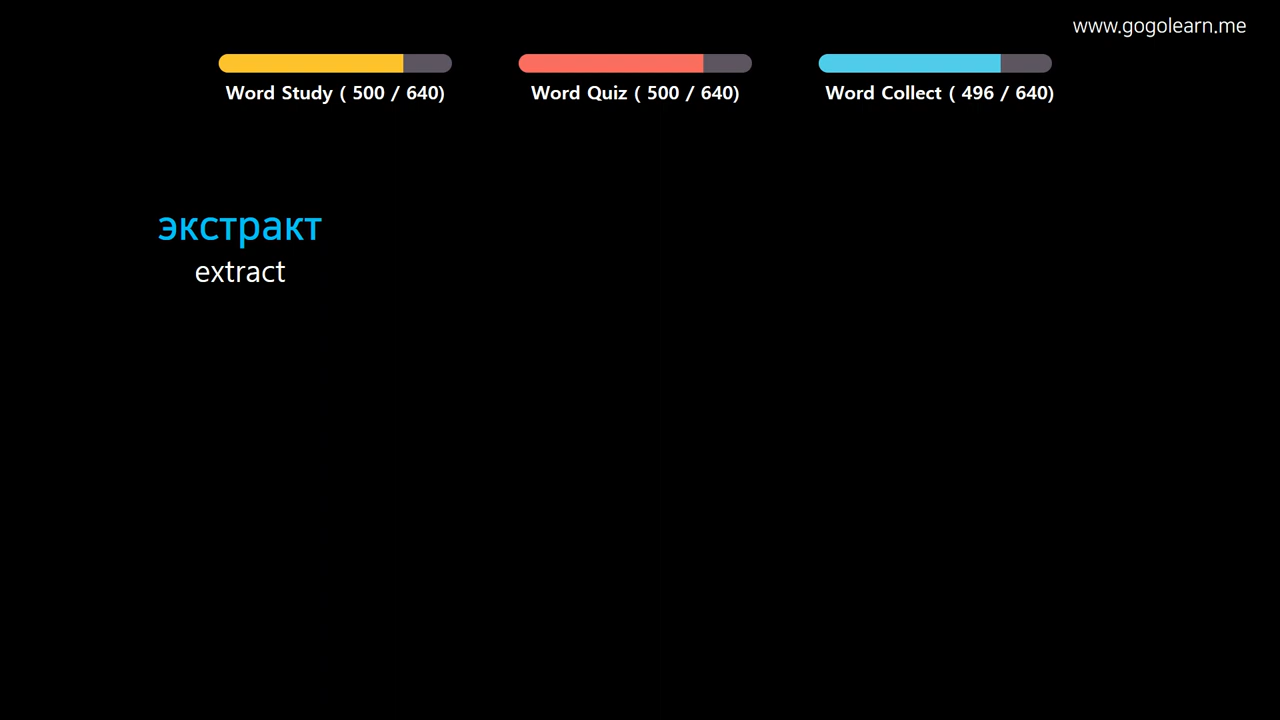 www.gogolearn.me
Word Study ( 500 / 640)
Word Quiz ( 500 / 640)
Word Collect ( 496 / 640)
экстракт
extract